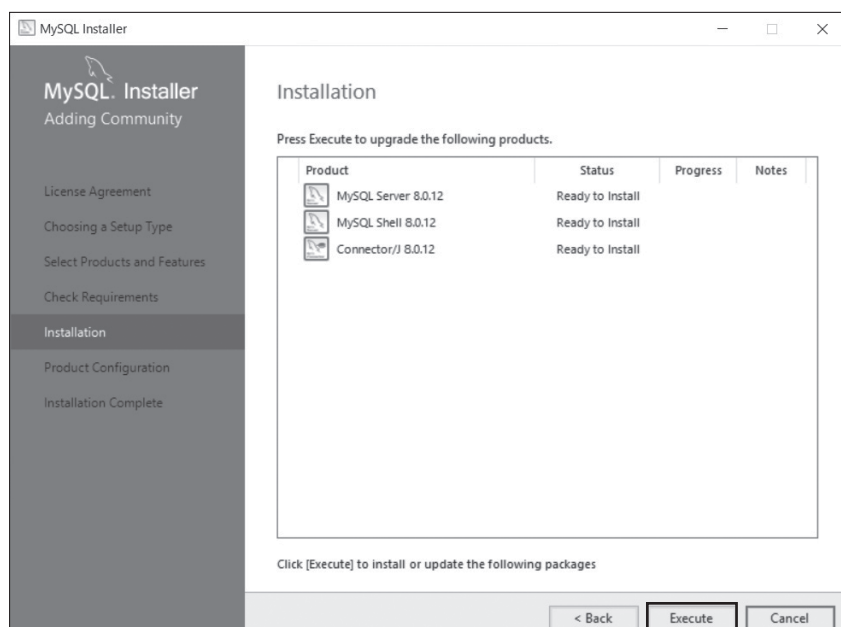 MySQL Installer
MySQL. Installer
Adding Community
License Agreement
Choosing a Setup Type
Select Products and Features
Check Requirements
Installation
Product Configuration
Installation Complete
Installation
Press Execute to upgrade the following products.
Product Status Progress Notes
MySQL Server 8.0.12 Ready to Install
MySQL Shell 8.0.12 Ready to Install
Connector/J 8.0.12 Ready to Install
Click [Execute] to install or update the following packages
< Back Execute Cancel